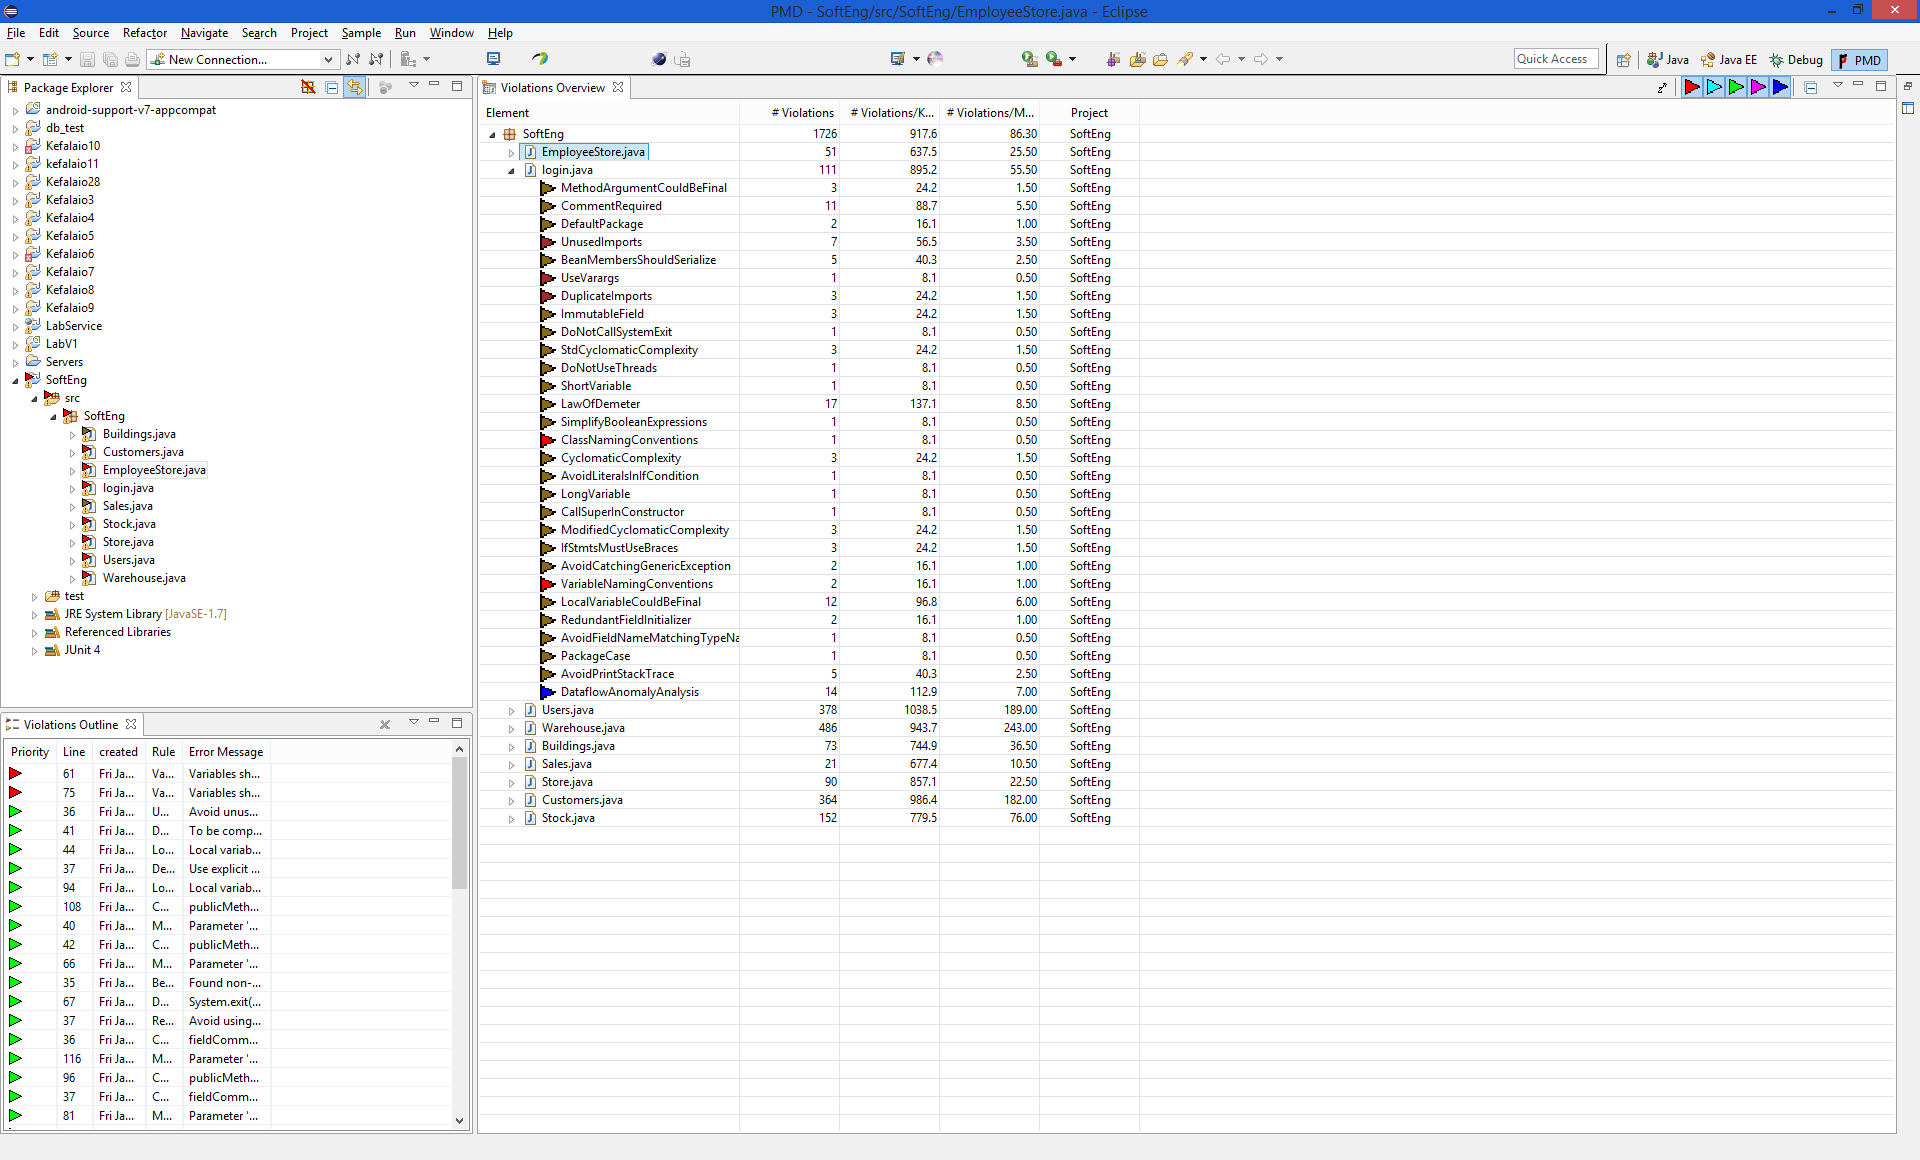 PMD - SoftEng/src/SoftEng/EmployeeStore.java - Eclipse
File Edit Source Refactor Navigate Search Project Sample Run Window Help
New Connection... Quick Access Java Java EE Debug PMD
Package Explorer
android-support-v7-appcompat
db_test
Kefalaio10
kefalaio11
Kefalaio28
Kefalaio3
Kefalaio4
Kefalaio5
Kefalaio6
Kefalaio7
Kefalaio8
Kefalaio9
LabService
LabV1
Servers
SoftEng
src
SoftEng
Buildings.java
Customers.java
EmployeeStore.java
login.java
Sales.java
Stock.java
Store.java
Users.java
Warehouse.java
test
JRE System Library [JavaSE-1.7]
Referenced Libraries
JUnit 4
Violations Outline
Priority Line created Rule Error Message
61 Fri Ja... Va... Variables sh...
75 Fri Ja... Va... Variables sh...
36 Fri Ja... U... Avoid unus...
41 Fri Ja... D... To be comp...
44 Fri Ja... Lo... Local variab...
37 Fri Ja... De... Use explicit ...
94 Fri Ja... Lo... Local variab...
108 Fri Ja... C... publicMeth...
40 Fri Ja... M... Parameter '...
42 Fri Ja... C... publicMeth...
66 Fri Ja... M... Parameter '...
35 Fri Ja... Be... Found non-...
67 Fri Ja... D... System.exit(...
37 Fri Ja... Re... Avoid using...
36 Fri Ja... C... fieldComm...
116 Fri Ja... M... Parameter '...
96 Fri Ja... C... publicMeth...
37 Fri Ja... C... fieldComm...
81 Fri Ja... M... Parameter '...
Violations Overview
Element # Violations # Violations/K... # Violations/M... Project
SoftEng 1726 917.6 86.30 SoftEng
EmployeeStore.java 51 637.5 25.50 SoftEng
login.java 111 895.2 55.50 SoftEng
MethodArgumentCouldBeFinal 3 24.2 1.50 SoftEng
CommentRequired 11 88.7 5.50 SoftEng
DefaultPackage 2 16.1 1.00 SoftEng
UnusedImports 7 56.5 3.50 SoftEng
BeanMembersShouldSerialize 5 40.3 2.50 SoftEng
UseVarargs 1 8.1 0.50 SoftEng
DuplicateImports 3 24.2 1.50 SoftEng
ImmutableField 3 24.2 1.50 SoftEng
DoNotCallSystemExit 1 8.1 0.50 SoftEng
StdCyclomaticComplexity 3 24.2 1.50 SoftEng
DoNotUseThreads 1 8.1 0.50 SoftEng
ShortVariable 1 8.1 0.50 SoftEng
LawOfDemeter 17 137.1 8.50 SoftEng
SimplifyBooleanExpressions 1 8.1 0.50 SoftEng
ClassNamingConventions 1 8.1 0.50 SoftEng
CyclomaticComplexity 3 24.2 1.50 SoftEng
AvoidLiteralsInIfCondition 1 8.1 0.50 SoftEng
LongVariable 1 8.1 0.50 SoftEng
CallSuperInConstructor 1 8.1 0.50 SoftEng
ModifiedCyclomaticComplexity 3 24.2 1.50 SoftEng
IfStmtsMustUseBraces 3 24.2 1.50 SoftEng
AvoidCatchingGenericException 2 16.1 1.00 SoftEng
VariableNamingConventions 2 16.1 1.00 SoftEng
LocalVariableCouldBeFinal 12 96.8 6.00 SoftEng
RedundantFieldInitializer 2 16.1 1.00 SoftEng
AvoidFieldNameMatchingTypeNa 1 8.1 0.50 SoftEng
PackageCase 1 8.1 0.50 SoftEng
AvoidPrintStackTrace 5 40.3 2.50 SoftEng
DataflowAnomalyAnalysis 14 112.9 7.00 SoftEng
Users.java 378 1038.5 189.00 SoftEng
Warehouse.java 486 943.7 243.00 SoftEng
Buildings.java 73 744.9 36.50 SoftEng
Sales.java 21 677.4 10.50 SoftEng
Store.java 90 857.1 22.50 SoftEng
Customers.java 364 986.4 182.00 SoftEng
Stock.java 152 779.5 76.00 SoftEng